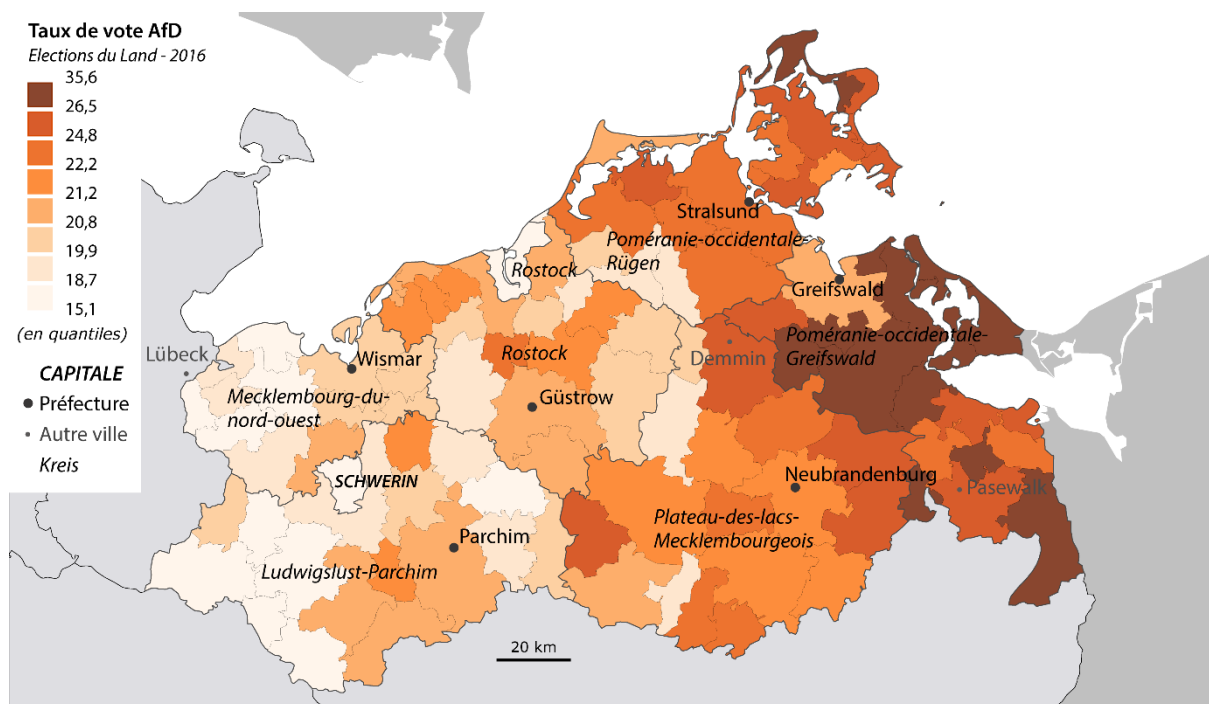 Taux de vote AfD
Elections du Land - 2016
35,6
26,5
24,8
22,2
21,2
20,8
19,9
18,7
15,1
(en quantiles)
CAPITALE
Préfecture
Autre ville
Kreis
Stralsund
Poméranie-occidentale-
Rügen
Rostock
Greifswald
Poméranie-occidentale-
Greifswald
Demmin
Lübeck
Wismar
Rostock
Mecklembourg-du-
nord-ouest
Güstrow
SCHWERIN
Neubrandenburg
Pasewalk
Plateau-des-lacs-
Mecklembourgeois
Parchim
Ludwigslust-Parchim
20 km